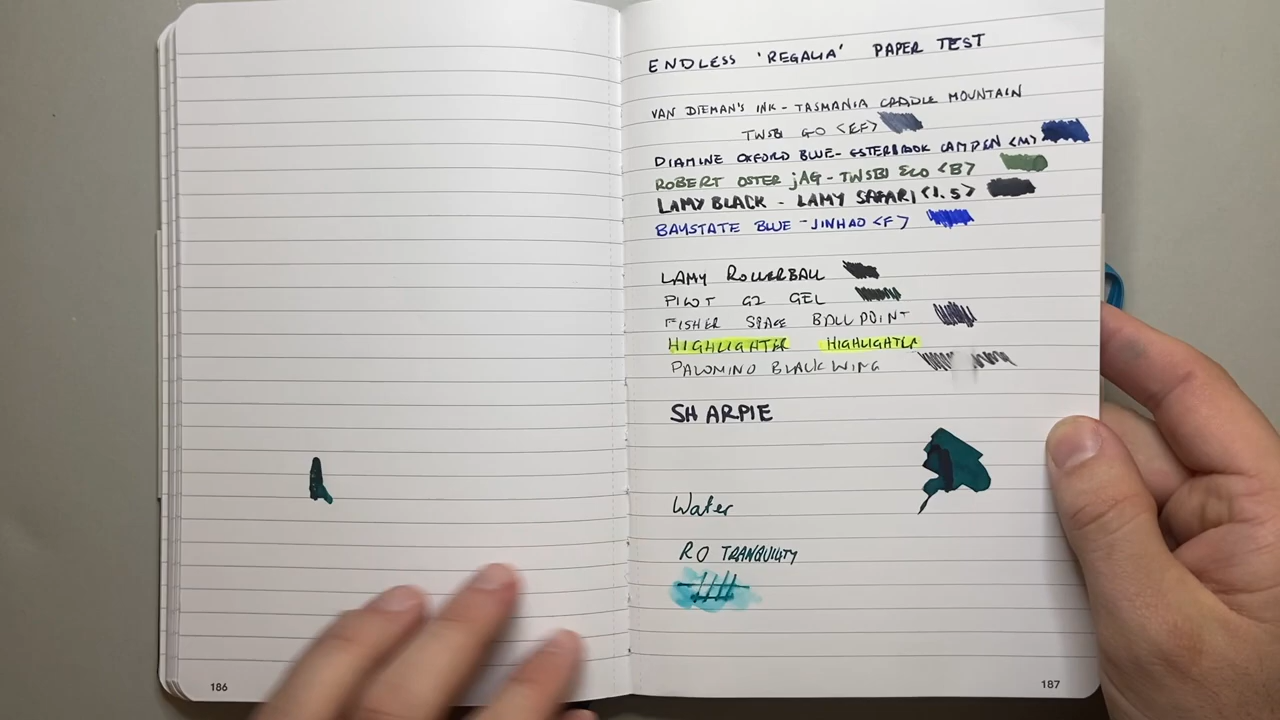 ENDLESS 'REGALIA' PAPER TEST
VAN DIEMAN'S INK - TASMANIA CRADLE MOUNTAIN
TWSBI GO <EF>
DIAMINE OXFORD BLUE - ESTERBROOK CAMDEN <M>
ROBERT OSTER jAG - TWSBI ECO <B>
LAMY BLACK - LAMY SAFARI <1.5>
BAYSTATE BLUE - JINHAO <F>
LAMY ROLLERBALL
PILOT G2 GEL
FISHER SPACE BALLPOINT
HIGHLIGHTER HIGHLIGHTER
PALOMINO BLACKWING
SHARPIE
Water
RO TRANQUILITY
186
187